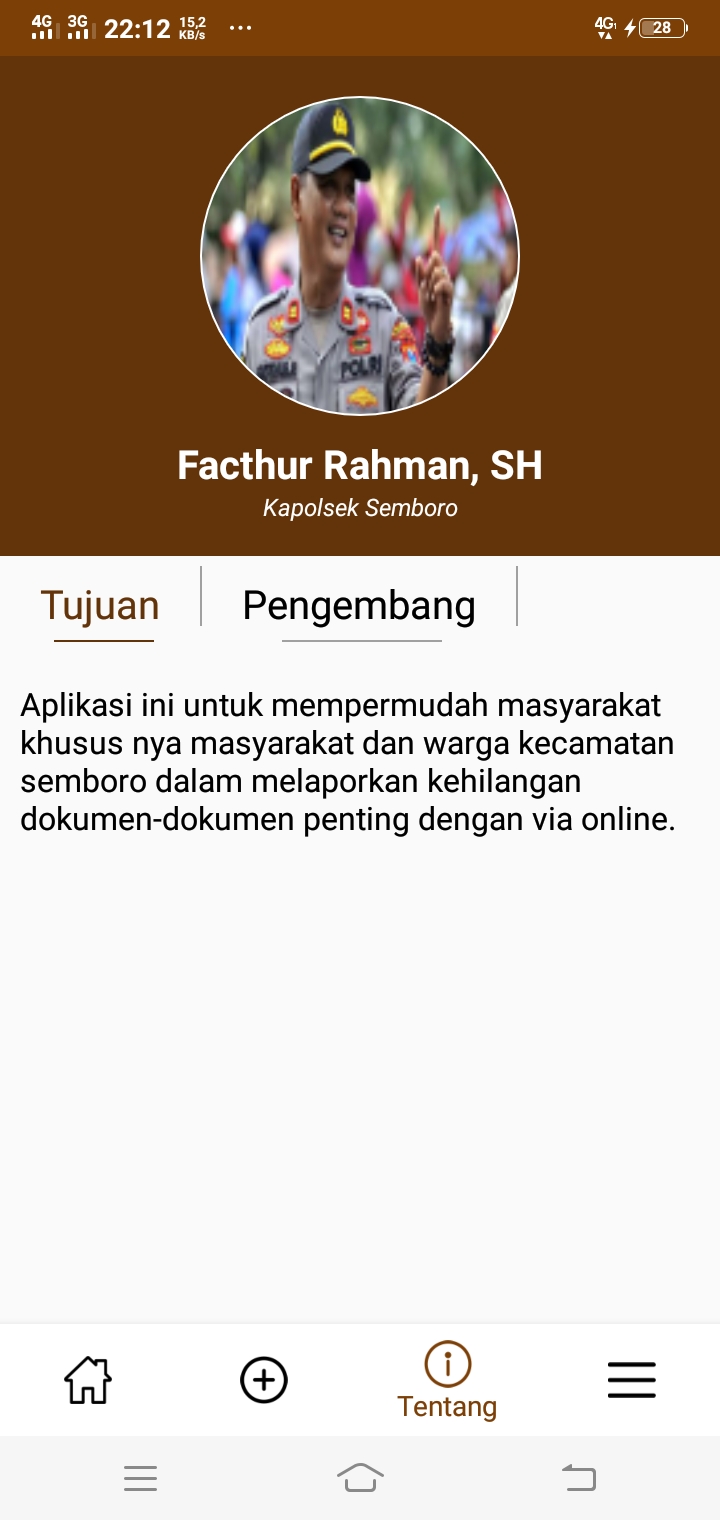 4G 3G 22:12 15,2 KB/s ... 4G 28
POLRI
Facthur Rahman, SH
Kapolsek Semboro
Tujuan Pengembang
Aplikasi ini untuk mempermudah masyarakat
khusus nya masyarakat dan warga kecamatan
semboro dalam melaporkan kehilangan
dokumen-dokumen penting dengan via online.
Tentang